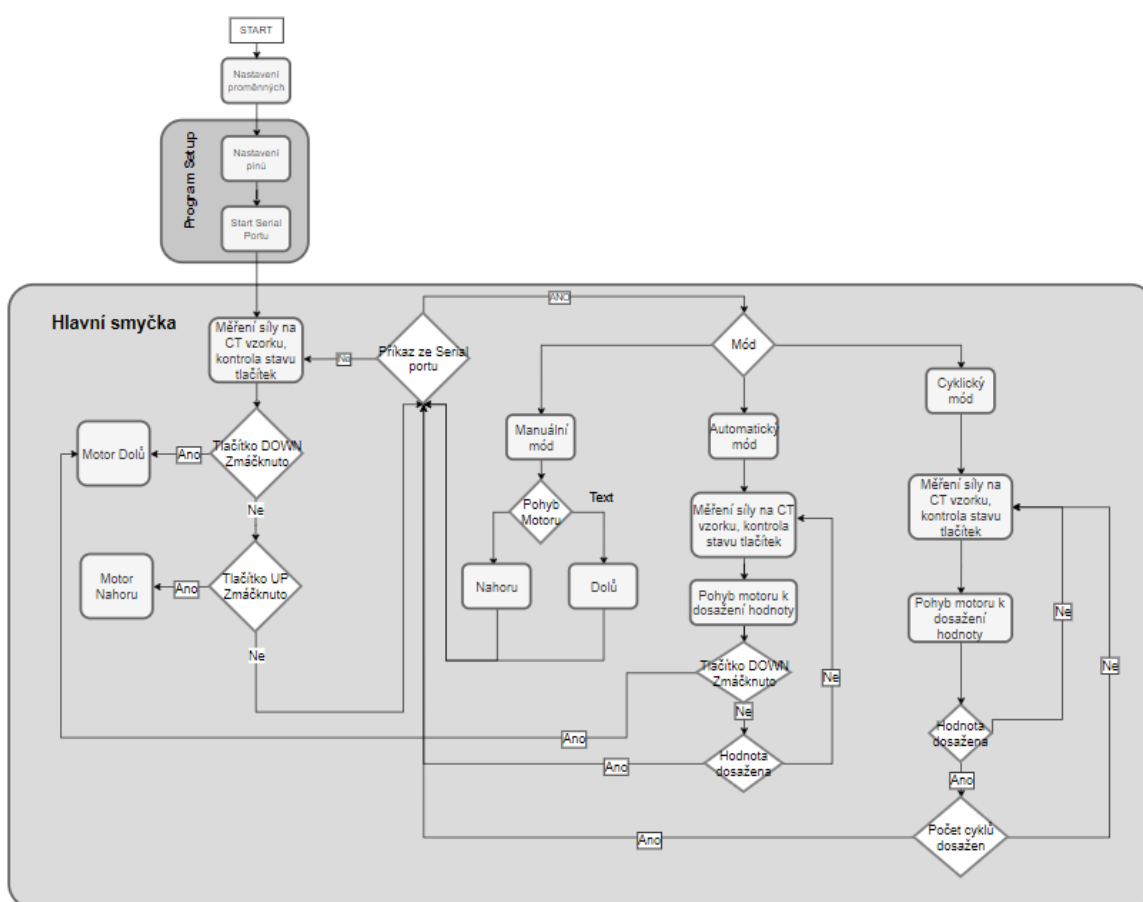 START
Nastavení
proměnných
Program Setup
Nastavení
pinů
Start Serial
Portu
Hlavní smyčka
Měření síly na
CT vzorku,
kontrola stavu
tlačítek
Tlačítko DOWN
Zmáčknuto
Ano
Motor Dolů
Ne
Tlačítko UP
Zmáčknuto
Ano
Motor
Nahoru
Ne
Příkaz ze Serial
portu
Ne
ANO
Mód
Manuální
mód
Pohyb
Motoru
Text
Nahoru
Dolů
Automatický
mód
Měření síly na CT
vzorku, kontrola
stavu tlačítek
Pohyb motoru k
dosažení hodnoty
Tlačítko DOWN
Zmáčknuto
Ano
Ne
Hodnota
dosažena
Ano
Ne
Cyklický
mód
Měření síly na
CT vzorku,
kontrola stavu
tlačítek
Pohyb motoru k
dosažení
hodnoty
Hodnota
dosažena
Ne
Ano
Počet cyklů
dosažen
Ano
Ne